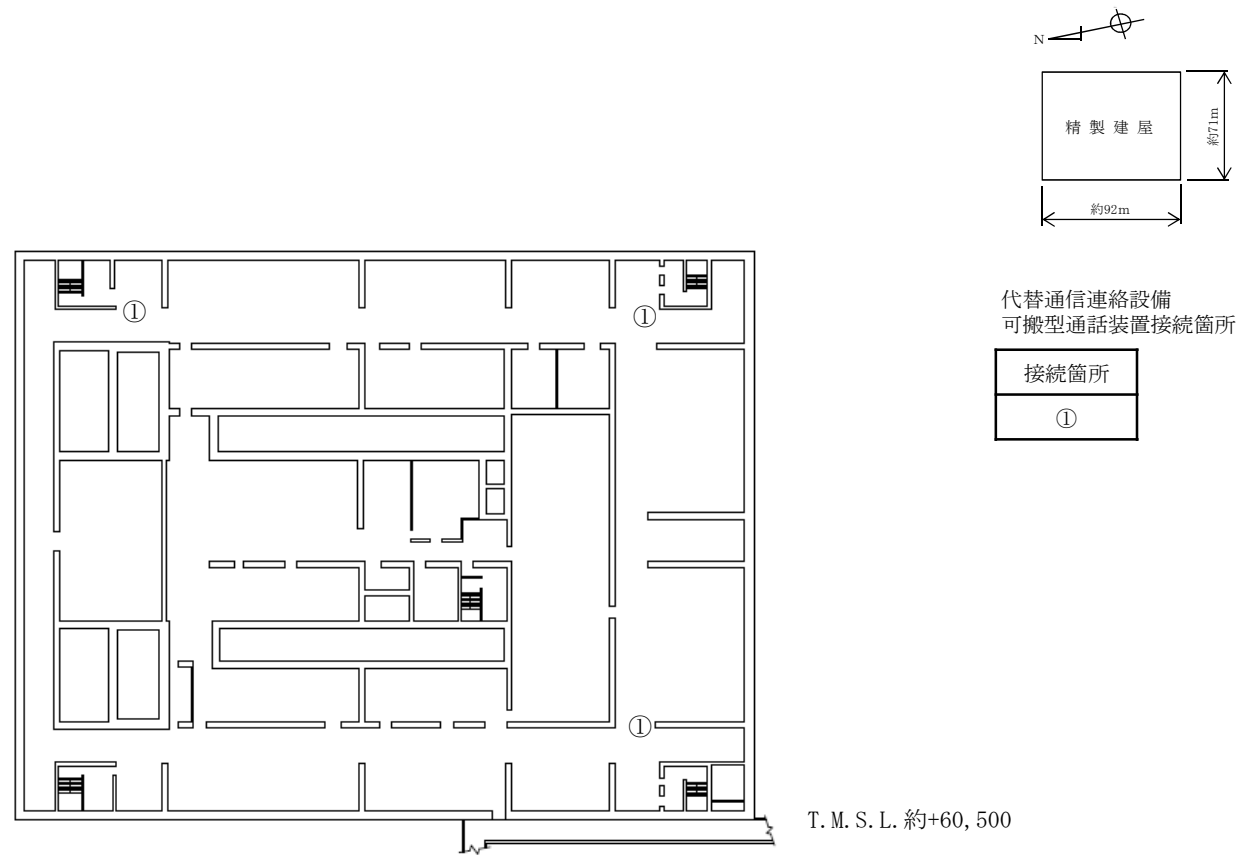 N
精製建屋
約71m
約92m
代替通信連絡設備
可搬型通話装置接続箇所
接続箇所
①
①
①
①
T.M.S.L.約+60,500